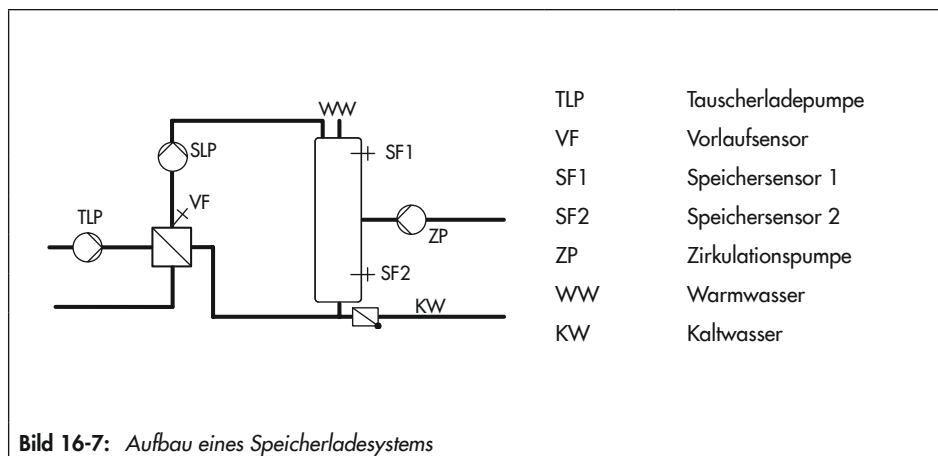 WW
SF1
SLP
VF
TLP
ZP
SF2
KW
TLP Tauscherladepumpe
VF Vorlaufsensor
SF1 Speichersensor 1
SF2 Speichersensor 2
ZP Zirkulationspumpe
WW Warmwasser
KW Kaltwasser
Bild 16-7: Aufbau eines Speicherladesystems